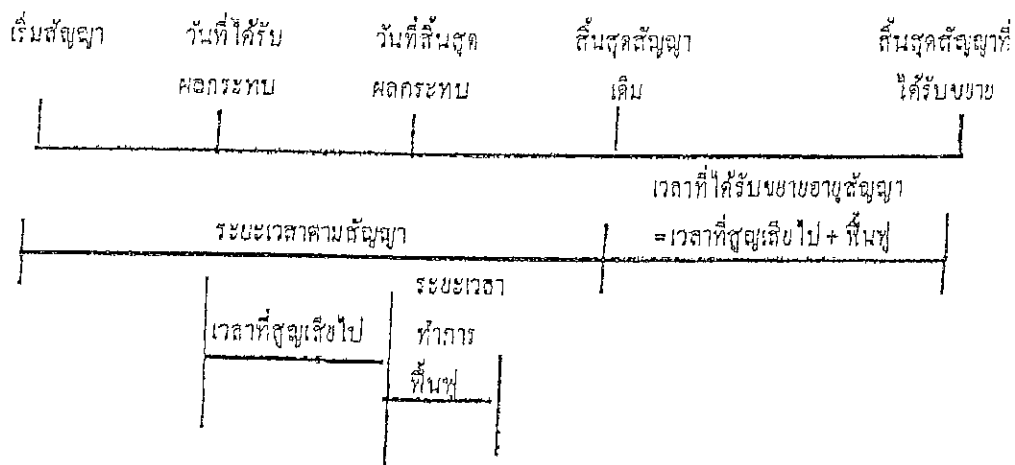 เริ่มสัญญา วันที่ได้รับ วันที่สิ้นสุด สิ้นสุดสัญญา สิ้นสุดสัญญาที่
ผลกระทบ ผลกระทบ เดิม ได้รับขยาย
เวลาที่ได้รับขยายอายุสัญญา
ระยะเวลาตามสัญญา =เวลาที่สูญเสียไป + ฟื้นฟู
ระยะเวลา
เวลาที่สูญเสียไป ทำการ
ฟื้นฟู